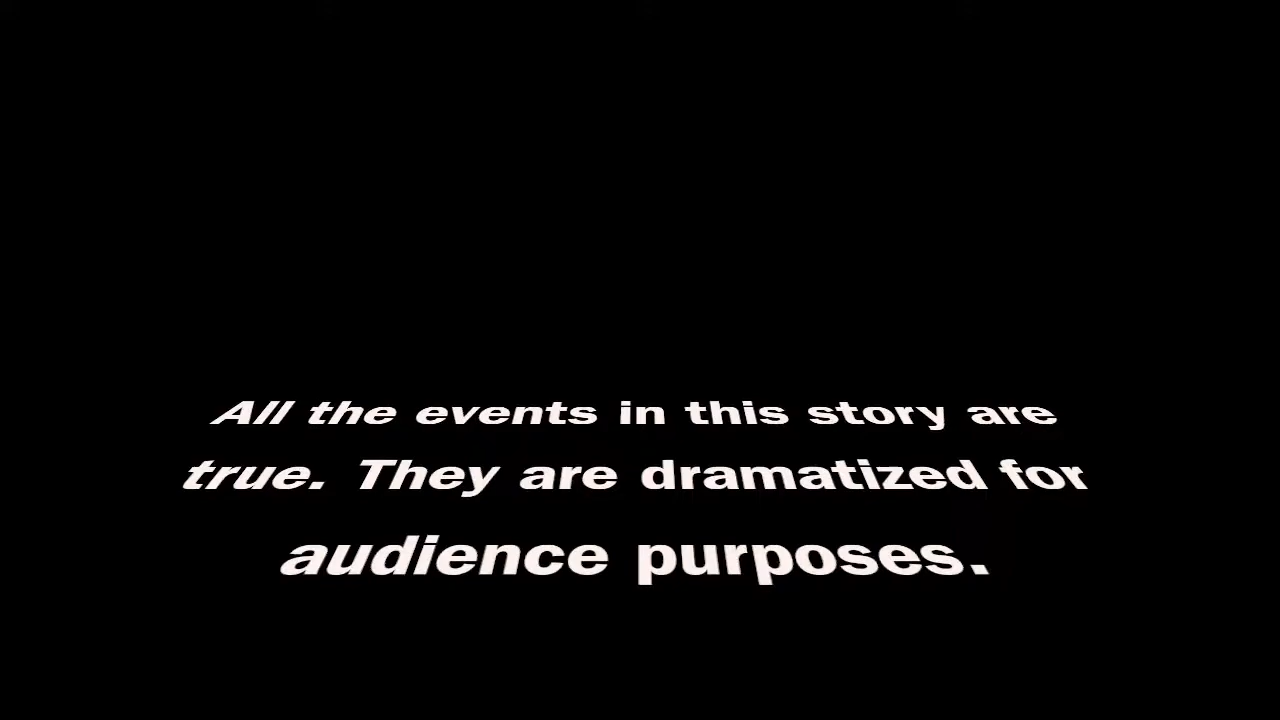 All the events in this story are
true. They are dramatized for
audience purposes.